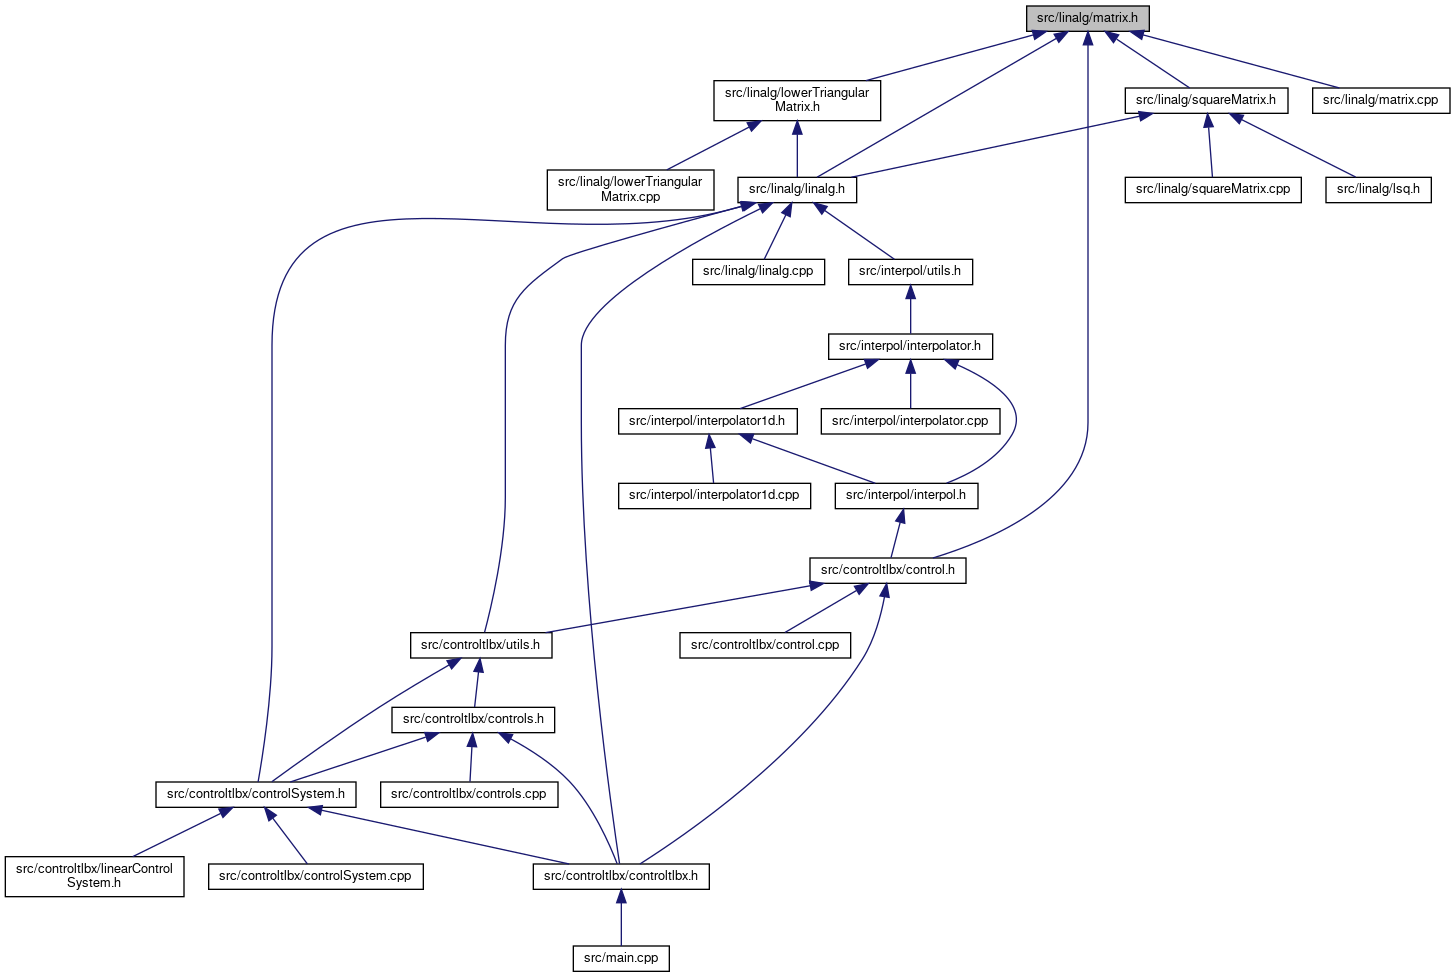 src/linalg/matrix.h
src/linalg/lowerTriangular
Matrix.h
src/linalg/squareMatrix.h
src/linalg/matrix.cpp
src/linalg/lowerTriangular
Matrix.cpp
src/linalg/linalg.h
src/linalg/squareMatrix.cpp
src/linalg/lsq.h
src/linalg/linalg.cpp
src/interpol/utils.h
src/interpol/interpolator.h
src/interpol/interpolator1d.h
src/interpol/interpolator.cpp
src/interpol/interpolator1d.cpp
src/interpol/interpol.h
src/controltlbx/control.h
src/controltlbx/utils.h
src/controltlbx/control.cpp
src/controltlbx/controls.h
src/controltlbx/controlSystem.h
src/controltlbx/controls.cpp
src/controltlbx/linearControl
System.h
src/controltlbx/controlSystem.cpp
src/controltlbx/controltlbx.h
src/main.cpp